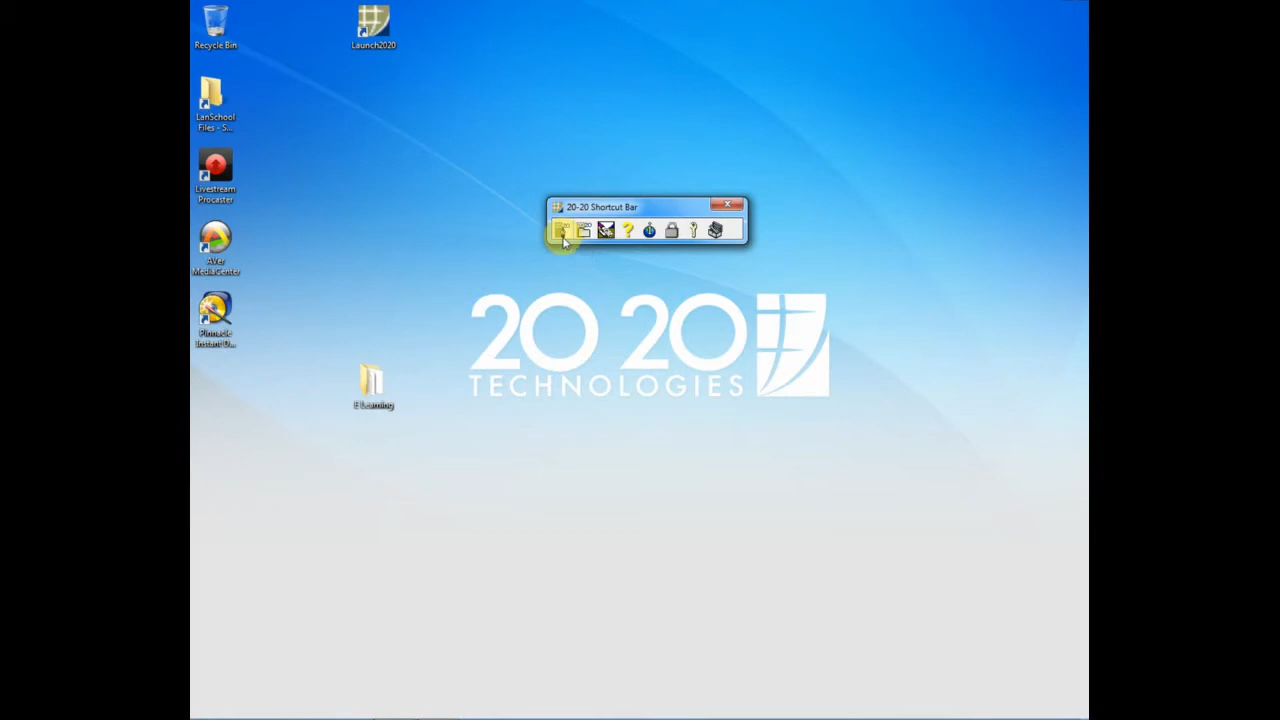 Recycle Bin
Launch2020
LanSchool
Files - S...
Livestream
Procaster
AVer
MediaCenter
Pinnacle
Instant D...
E Learning
20-20 Shortcut Bar
20 20
TECHNOLOGIES